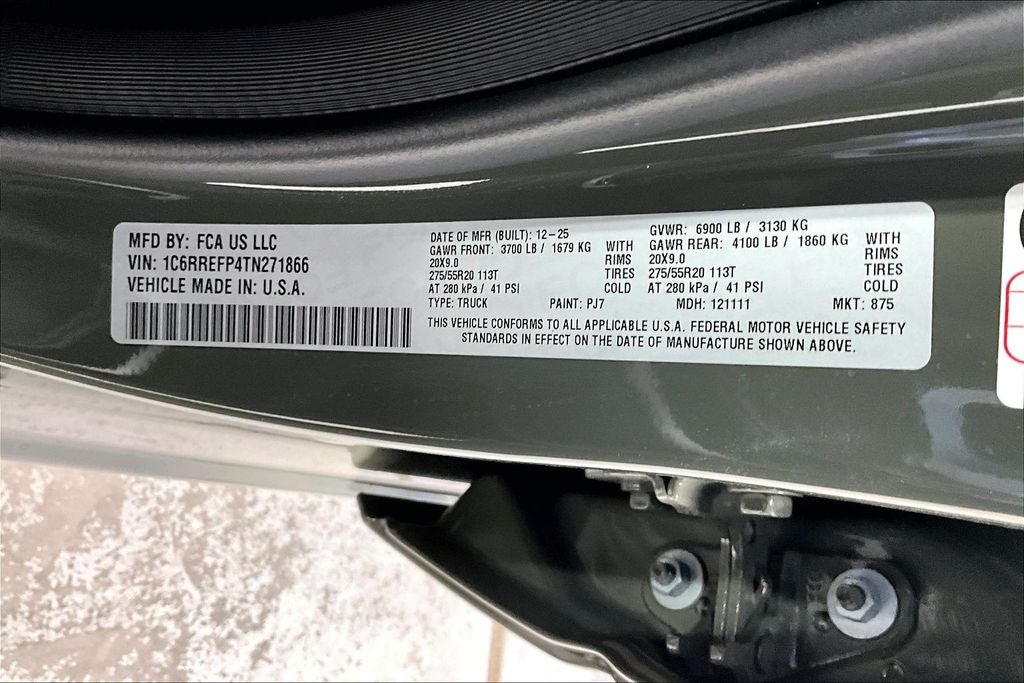 MFD BY: FCA US LLC
VIN: 1C6RREFP4TN271866
VEHICLE MADE IN: U.S.A.
DATE OF MFR (BUILT): 12-25
GAWR FRONT: 3700 LB / 1679 KG WITH
20X9.0 RIMS
275/55R20 113T TIRES
AT 280 kPa / 41 PSI COLD
GVWR: 6900 LB / 3130 KG
GAWR REAR: 4100 LB / 1860 KG WITH
20X9.0 RIMS
275/55R20 113T TIRES
AT 280 kPa / 41 PSI COLD
TYPE: TRUCK PAINT: PJ7 MDH: 121111 MKT: 875
THIS VEHICLE CONFORMS TO ALL APPLICABLE U.S.A. FEDERAL MOTOR VEHICLE SAFETY
STANDARDS IN EFFECT ON THE DATE OF MANUFACTURE SHOWN ABOVE.